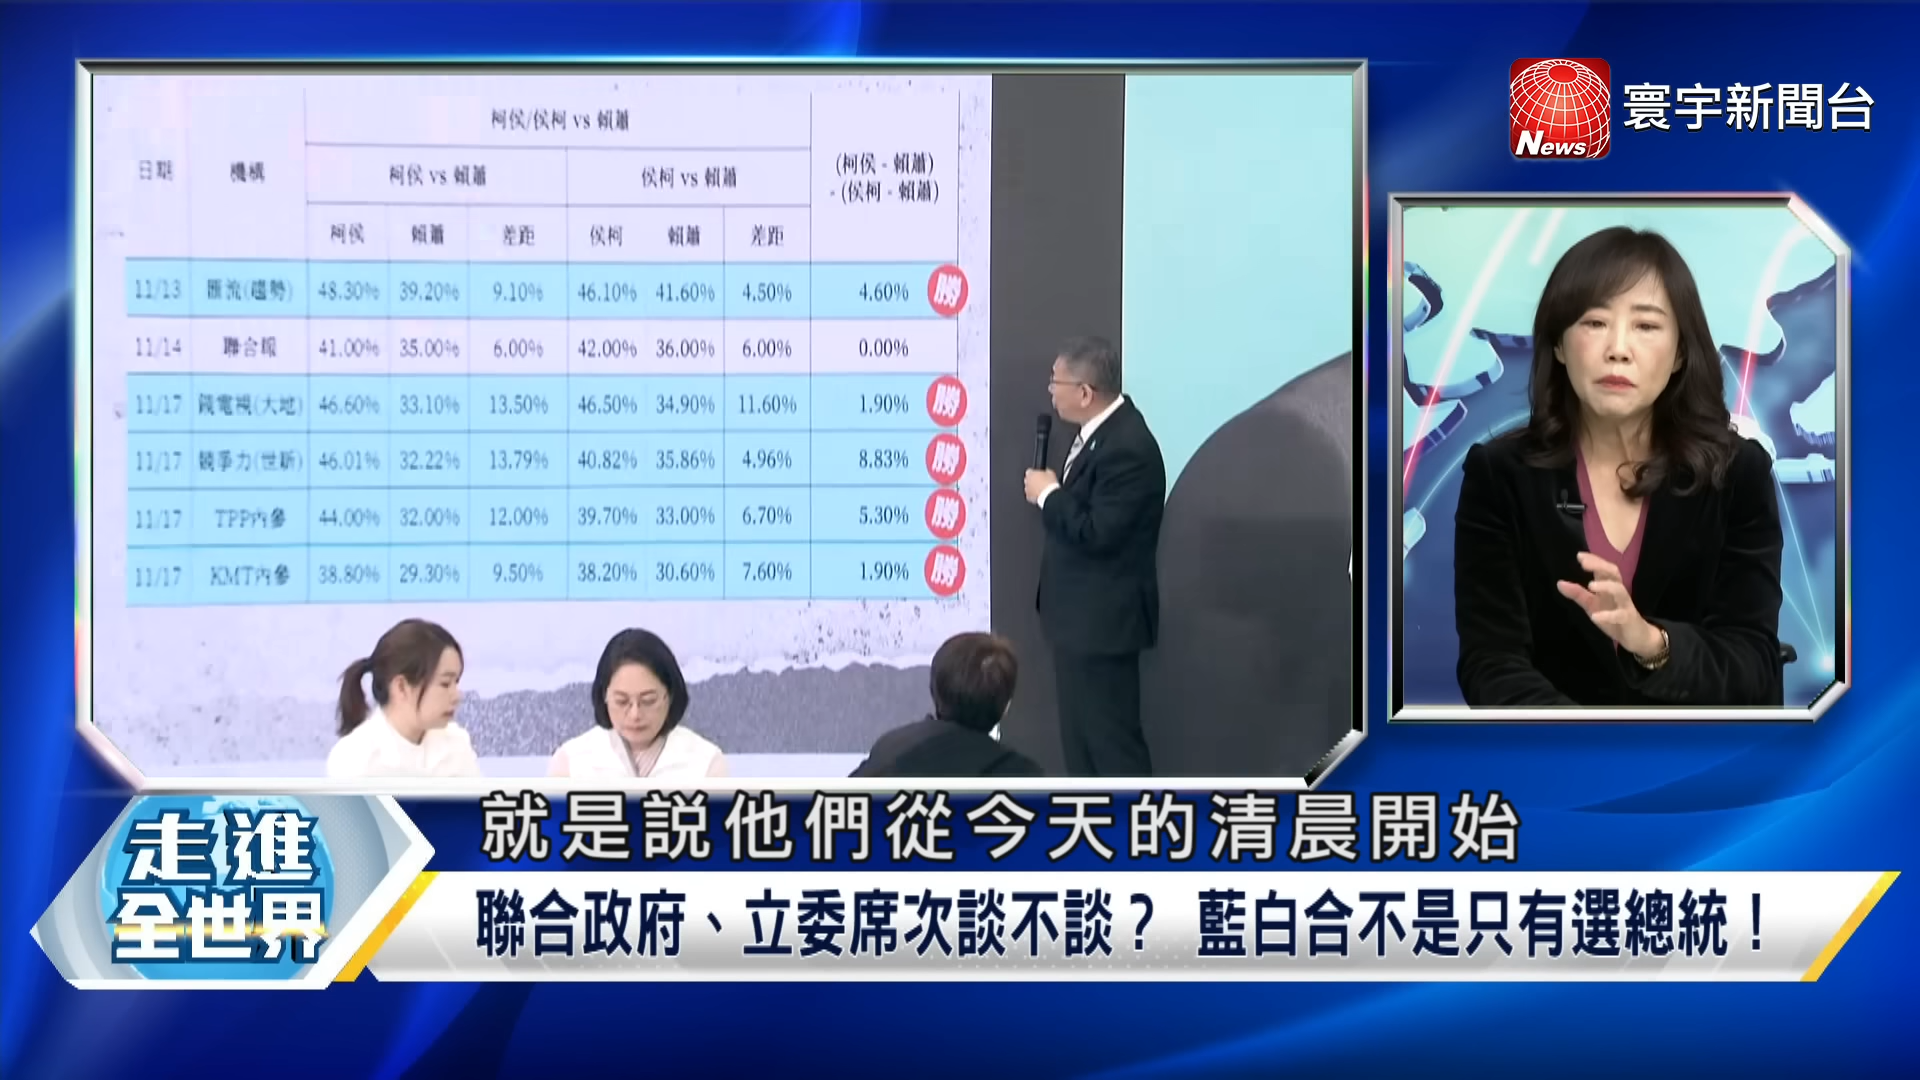 柯侯/侯柯 vs 賴蕭
日期 機構 柯侯 vs 賴蕭 侯柯 vs 賴蕭 (柯侯 - 賴蕭)
- (侯柯 - 賴蕭)
柯侯 賴蕭 差距 侯柯 賴蕭 差距
11/13 匯流(趨勢) 48.30% 39.20% 9.10% 46.10% 41.60% 4.50% 4.60% 勝
11/14 聯合報 41.00% 35.00% 6.00% 42.00% 36.00% 6.00% 0.00%
11/17 鏡電視(大地) 46.60% 33.10% 13.50% 46.50% 34.90% 11.60% 1.90% 勝
11/17 競爭力(世新) 46.01% 32.22% 13.79% 40.82% 35.86% 4.96% 8.83% 勝
11/17 TPP內參 44.00% 32.00% 12.00% 39.70% 33.00% 6.70% 5.30% 勝
11/17 KMT內參 38.80% 29.30% 9.50% 38.20% 30.60% 7.60% 1.90% 勝
News 寰宇新聞台
就是説他們從今天的清晨開始
走進
全世界
聯合政府、立委席次談不談？ 藍白合不是只有選總統！